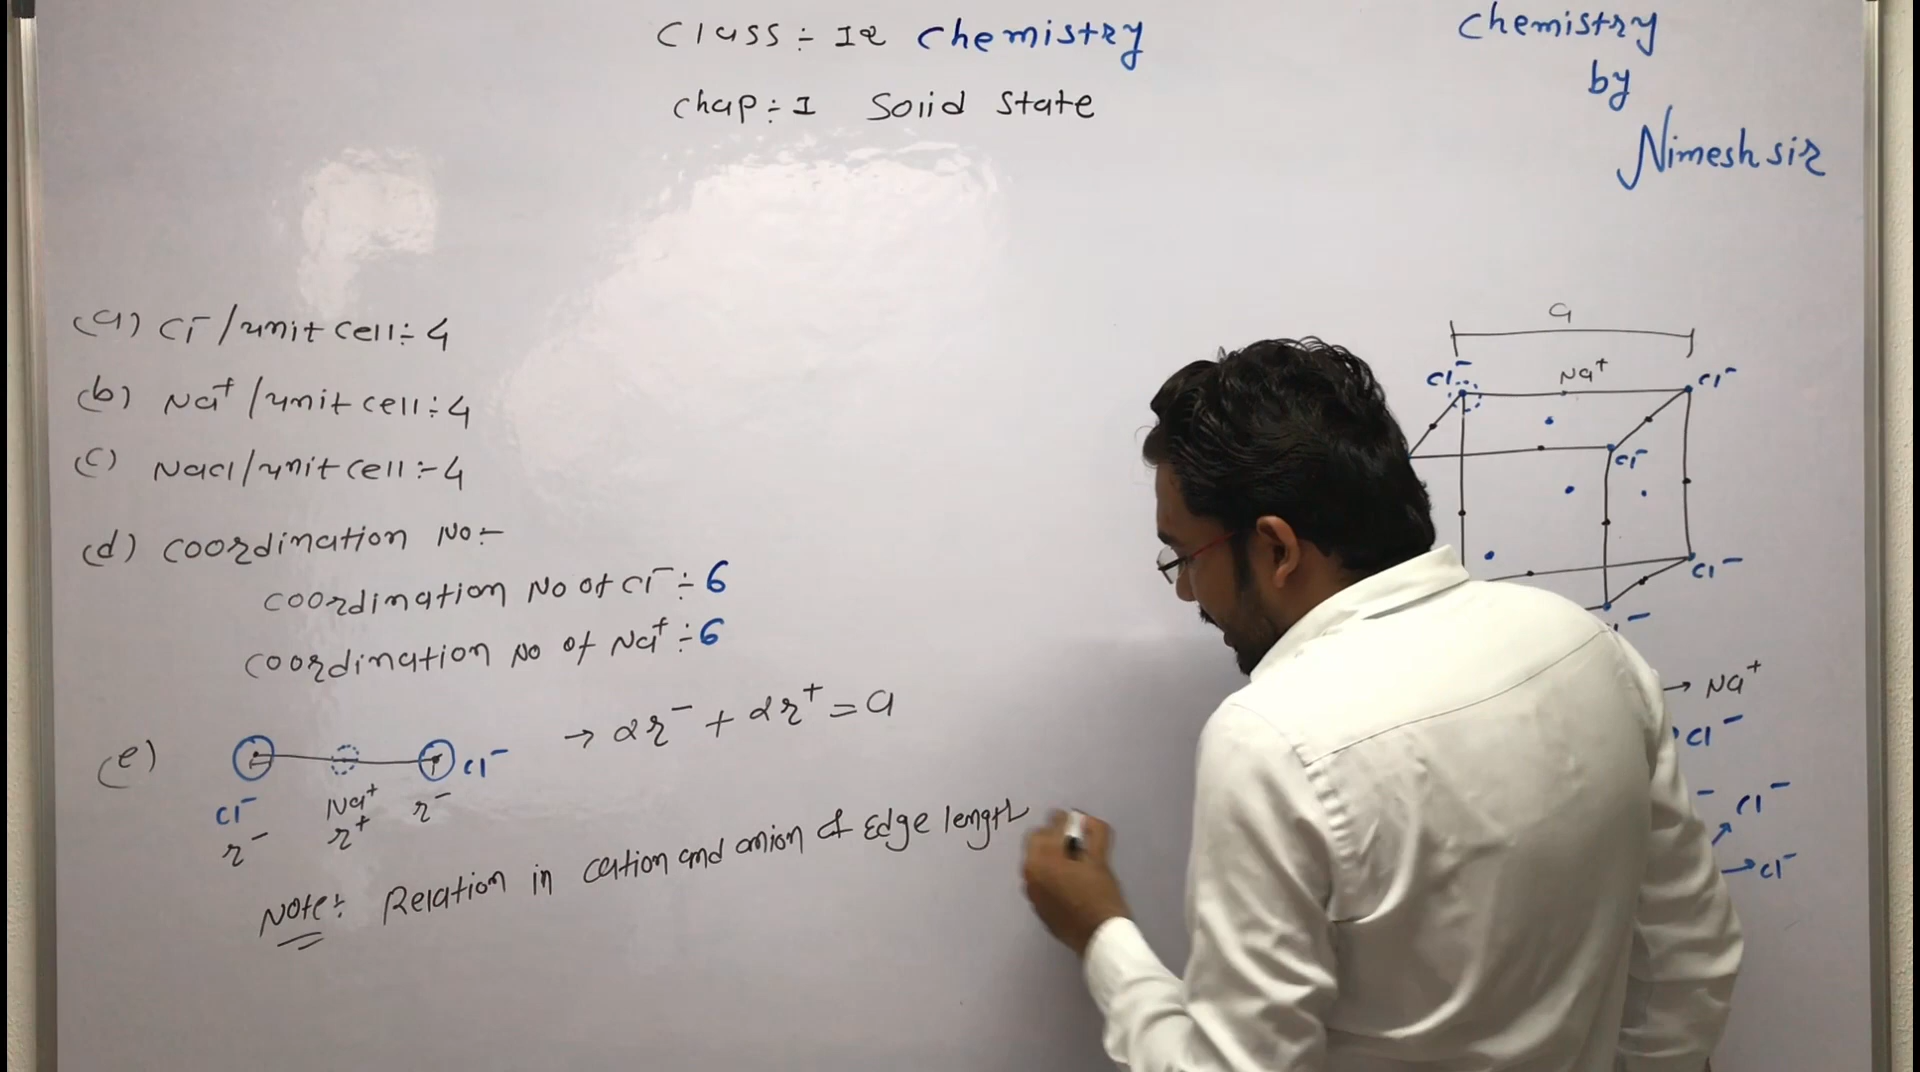 Class ÷ 12 Chemistry
Chap ÷ 1 Solid State
Chemistry
by
Nimesh sir
(a) Cl⁻ / unit cell ÷ 4
(b) Na⁺ / unit cell ÷ 4
(c) NaCl / unit cell :- 4
(d) Coordination No :-
Coordination No of Cl⁻ ÷ 6
Coordination No of Na⁺ ÷ 6
(e)
Cl⁻ Na⁺ Cl⁻
r⁻ r⁺ r⁻
→ 2r⁻ + 2r⁺ = a
Note ÷ Relation in cation and anion & Edge length
a
Cl⁻ Na⁺ Cl⁻
Cl⁻
Cl⁻
→ Na⁺
Cl⁻
Cl⁻
→ Cl⁻